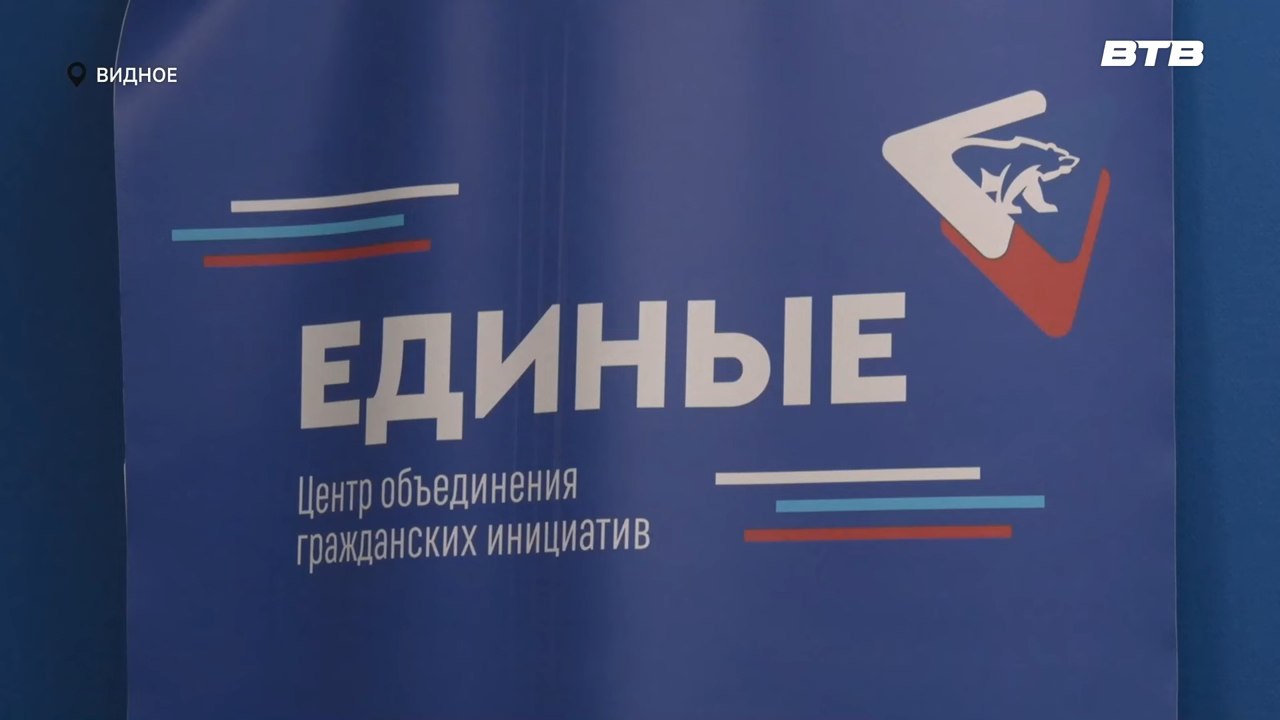 ВИДНОЕ
ВТВ
ЕДИНЫЕ
Центр объединения
гражданских инициатив